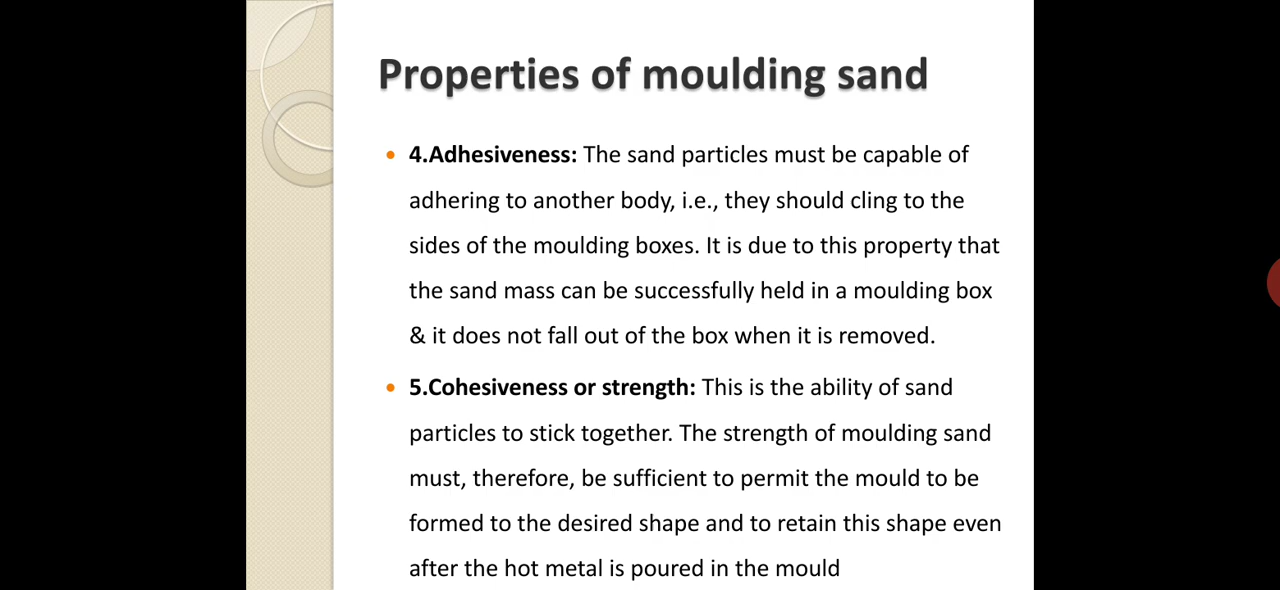 Properties of moulding sand
• 4.Adhesiveness: The sand particles must be capable of
adhering to another body, i.e., they should cling to the
sides of the moulding boxes. It is due to this property that
the sand mass can be successfully held in a moulding box
& it does not fall out of the box when it is removed.
• 5.Cohesiveness or strength: This is the ability of sand
particles to stick together. The strength of moulding sand
must, therefore, be sufficient to permit the mould to be
formed to the desired shape and to retain this shape even
after the hot metal is poured in the mould